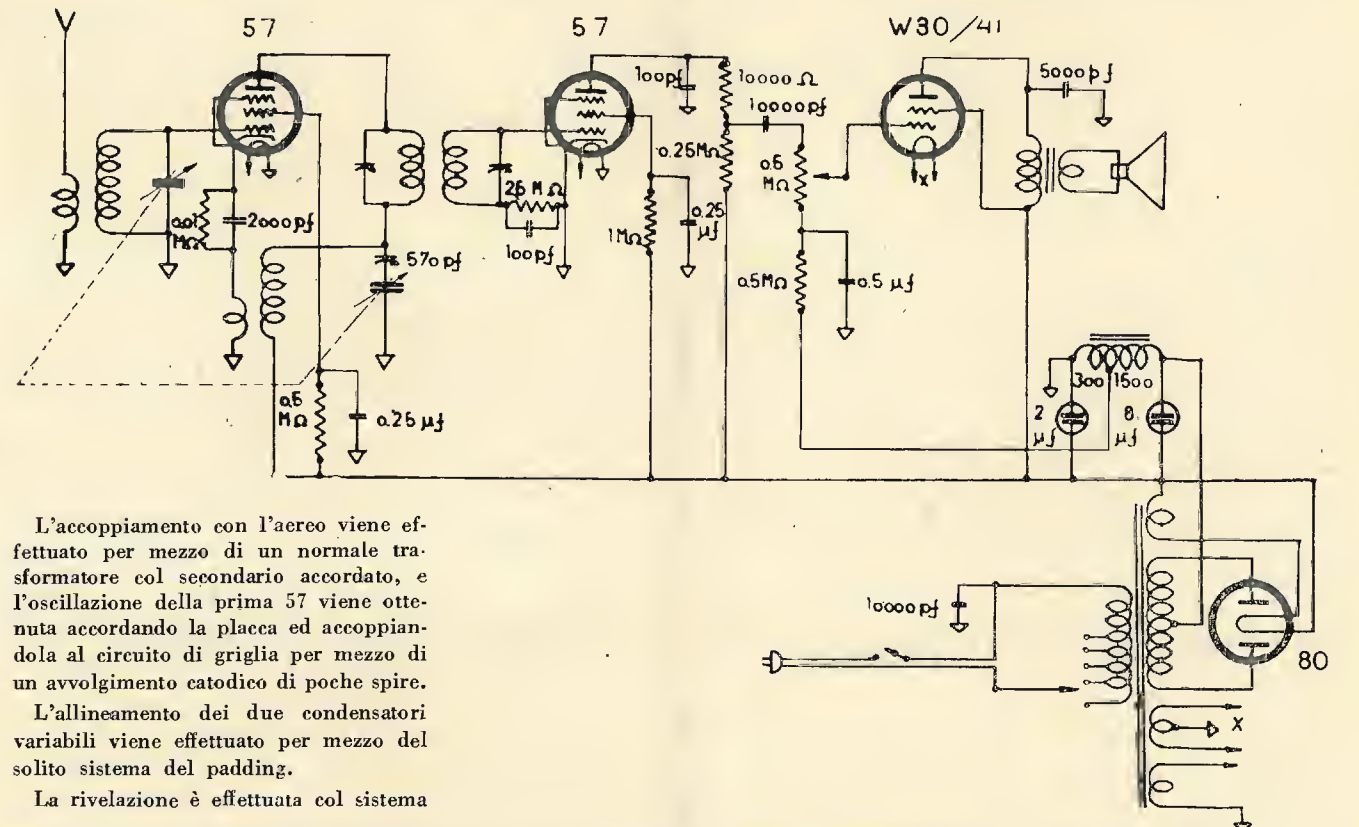 57
57
W30/41
100pf
10000 Ω
10000pf
5000pf
0.25MΩ
0.5
MΩ
25 MΩ
100pf
1MΩ
0.25
µf
0.01
MΩ
2000pf
570pf
0.5MΩ
0.5 µf
X
300 1500
2
µf
8
µf
0.5
MΩ
0.25 µf
10000pf
80
X
L'accoppiamento con l'aereo viene ef-
fettuato per mezzo di un normale tra-
sformatore col secondario accordato, e
l'oscillazione della prima 57 viene otte-
nuta accordando la placca ed accoppian-
dola al circuito di griglia per mezzo di
un avvolgimento catodico di poche spire.
L'allineamento dei due condensatori
variabili viene effettuato per mezzo del
solito sistema del padding.
La rivelazione è effettuata col sistema